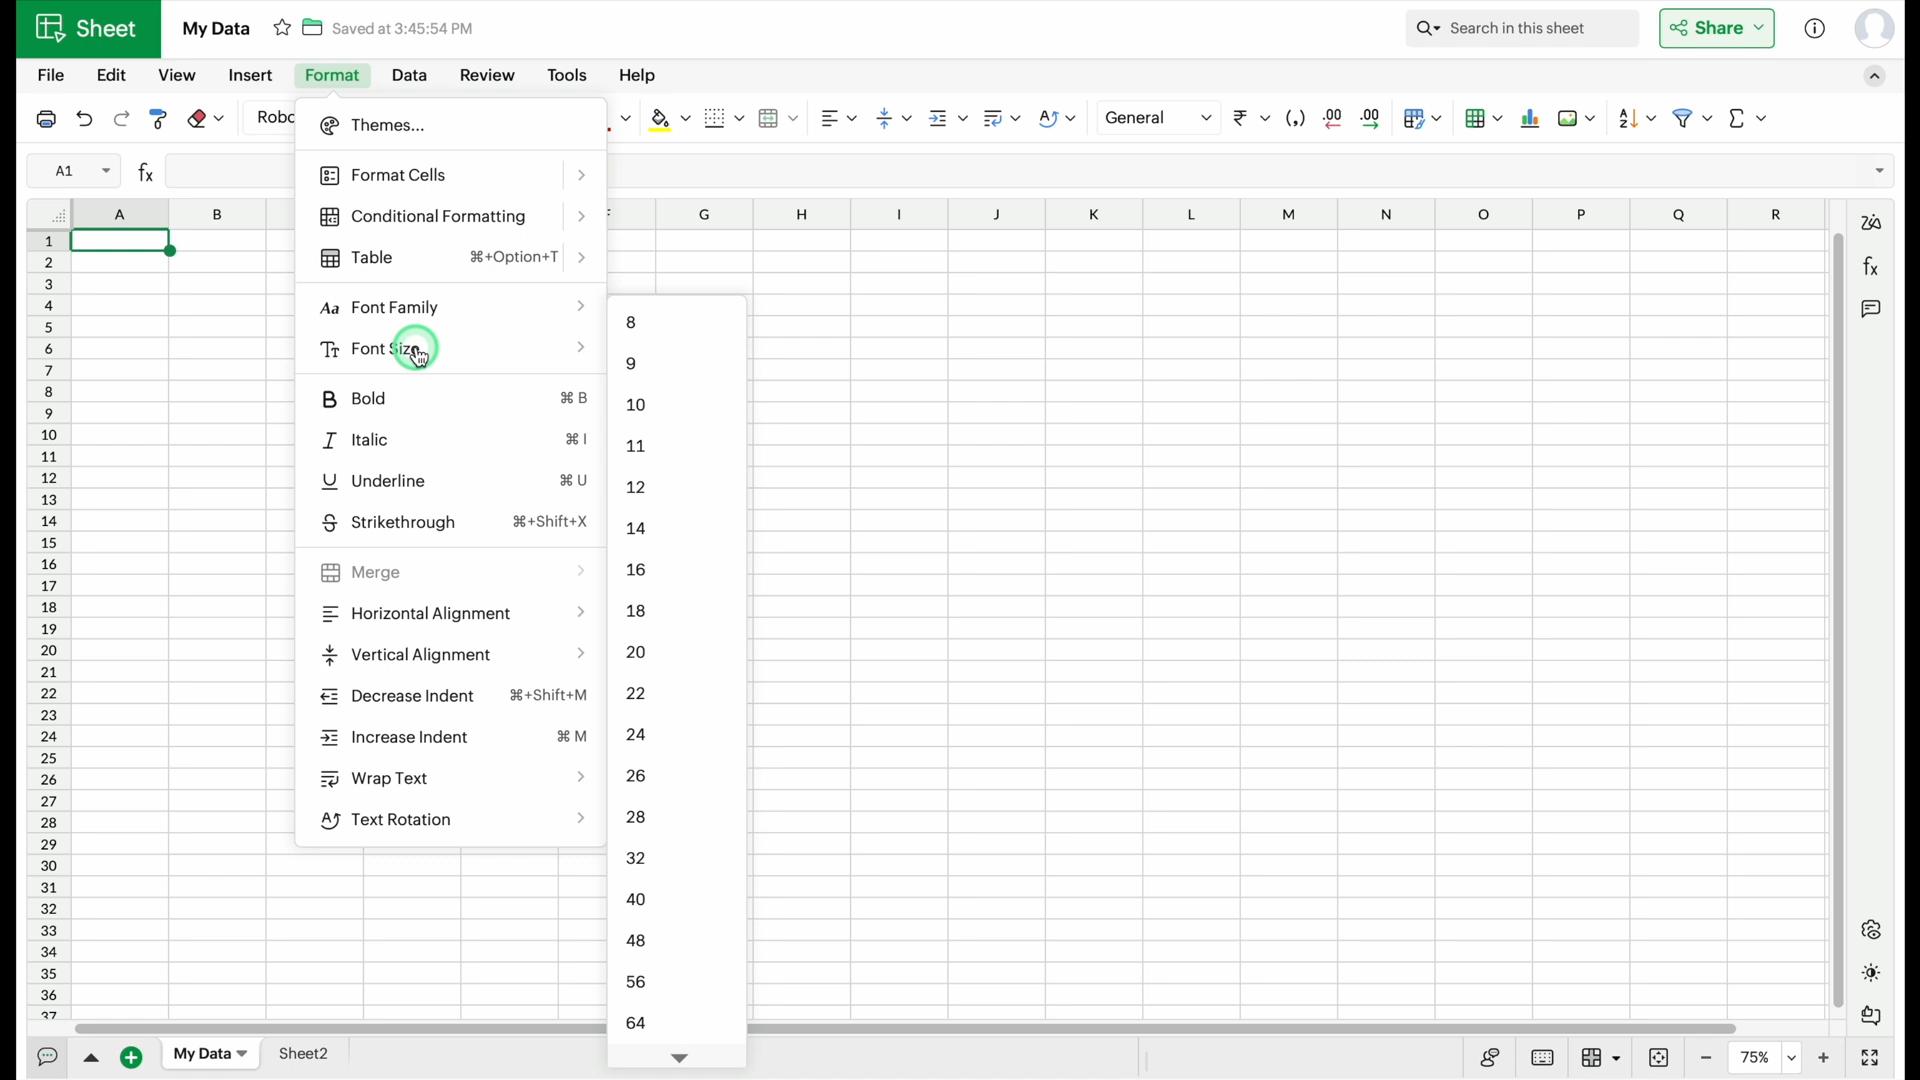 Sheet
My Data Saved at 3:45:54 PM Search in this sheet Share
File Edit View Insert Format Data Review Tools Help
Robo General
A1 fx
A B G H I J K L M N O P Q R
Themes...
Format Cells
Conditional Formatting
Table ⌘+Option+T
Aa Font Family
Font Size
Bold ⌘ B
Italic ⌘ I
Underline ⌘ U
Strikethrough ⌘+Shift+X
Merge
Horizontal Alignment
Vertical Alignment
Decrease Indent ⌘+Shift+M
Increase Indent ⌘ M
Wrap Text
Text Rotation
8
9
10
11
12
14
16
18
20
22
24
26
28
32
40
48
56
64
1
2
3
4
5
6
7
8
9
10
11
12
13
14
15
16
17
18
19
20
21
22
23
24
25
26
27
28
29
30
31
32
33
34
35
36
37
My Data Sheet2 75%